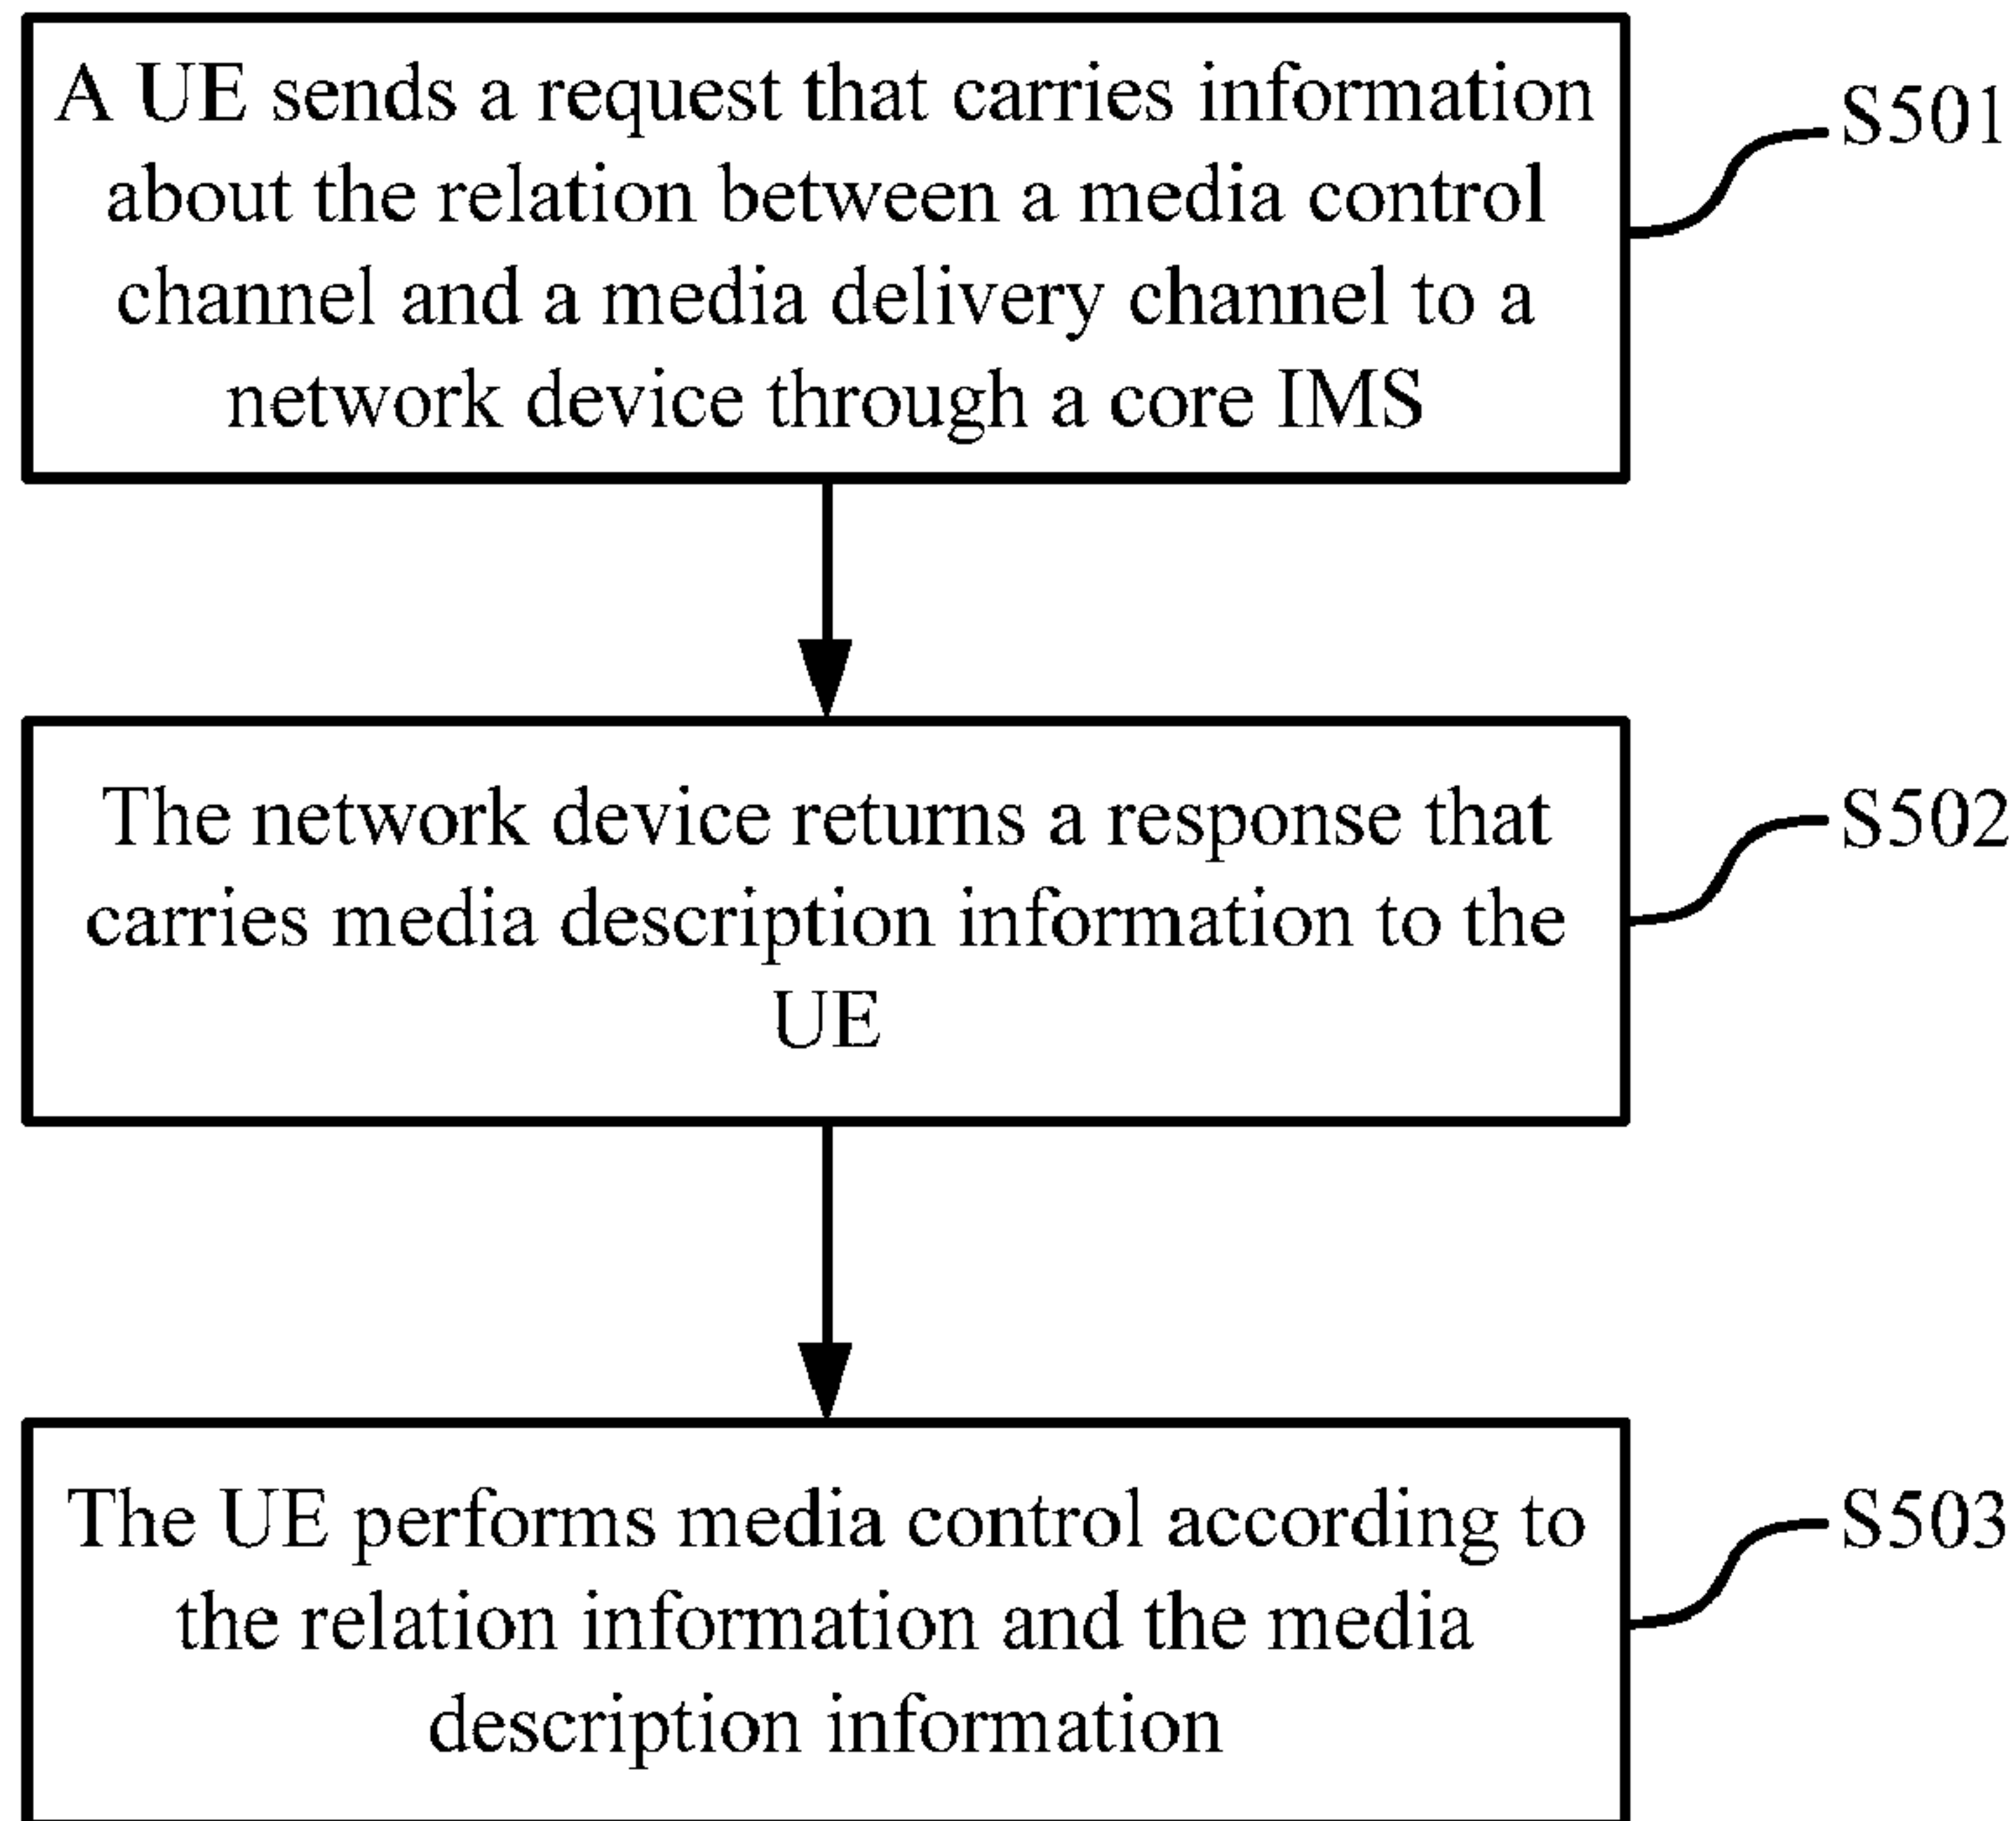 A UE sends a request that carries information
about the relation between a media control
channel and a media delivery channel to a
network device through a core IMS
S501
The network device returns a response that
carries media description information to the
UE
S502
The UE performs media control according to
the relation information and the media
description information
S503